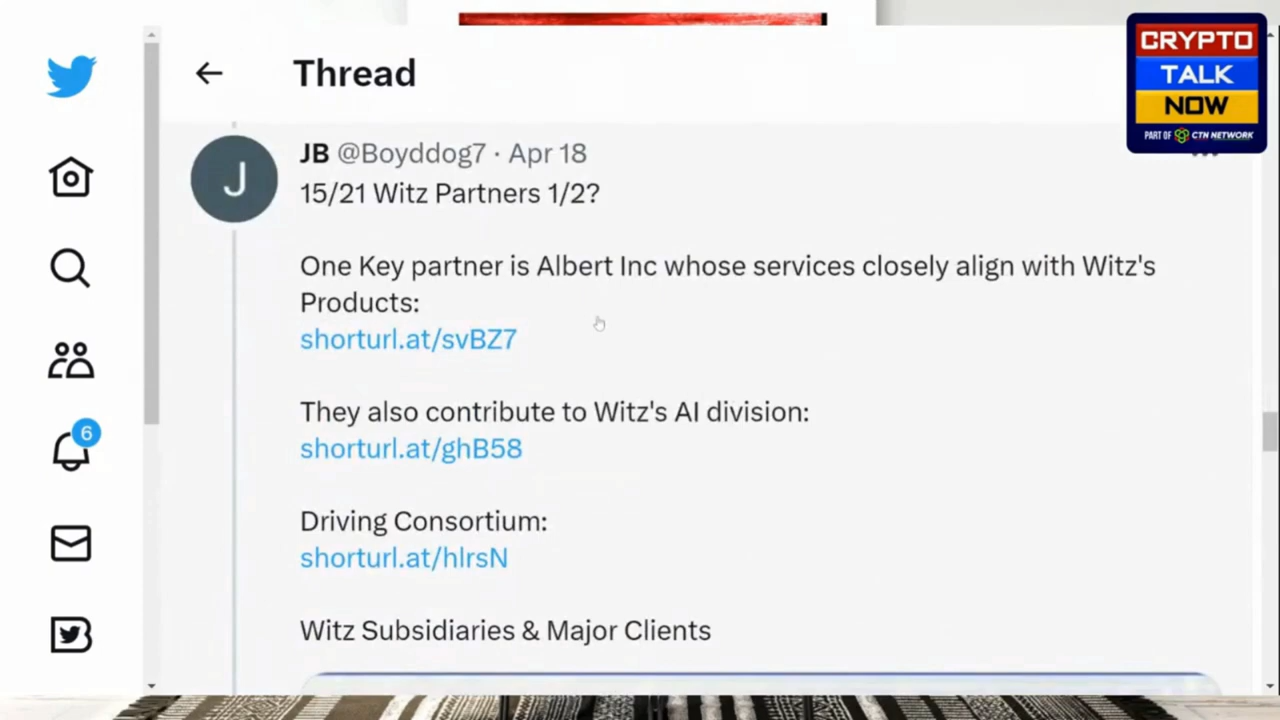 CRYPTO
TALK
NOW
PART OF CTN NETWORK
Thread
J
JB @Boyddog7 · Apr 18
15/21 Witz Partners 1/2?
One Key partner is Albert Inc whose services closely align with Witz's
Products:
shorturl.at/svBZ7
They also contribute to Witz's AI division:
shorturl.at/ghB58
6
Driving Consortium:
shorturl.at/hlrsN
Witz Subsidiaries & Major Clients